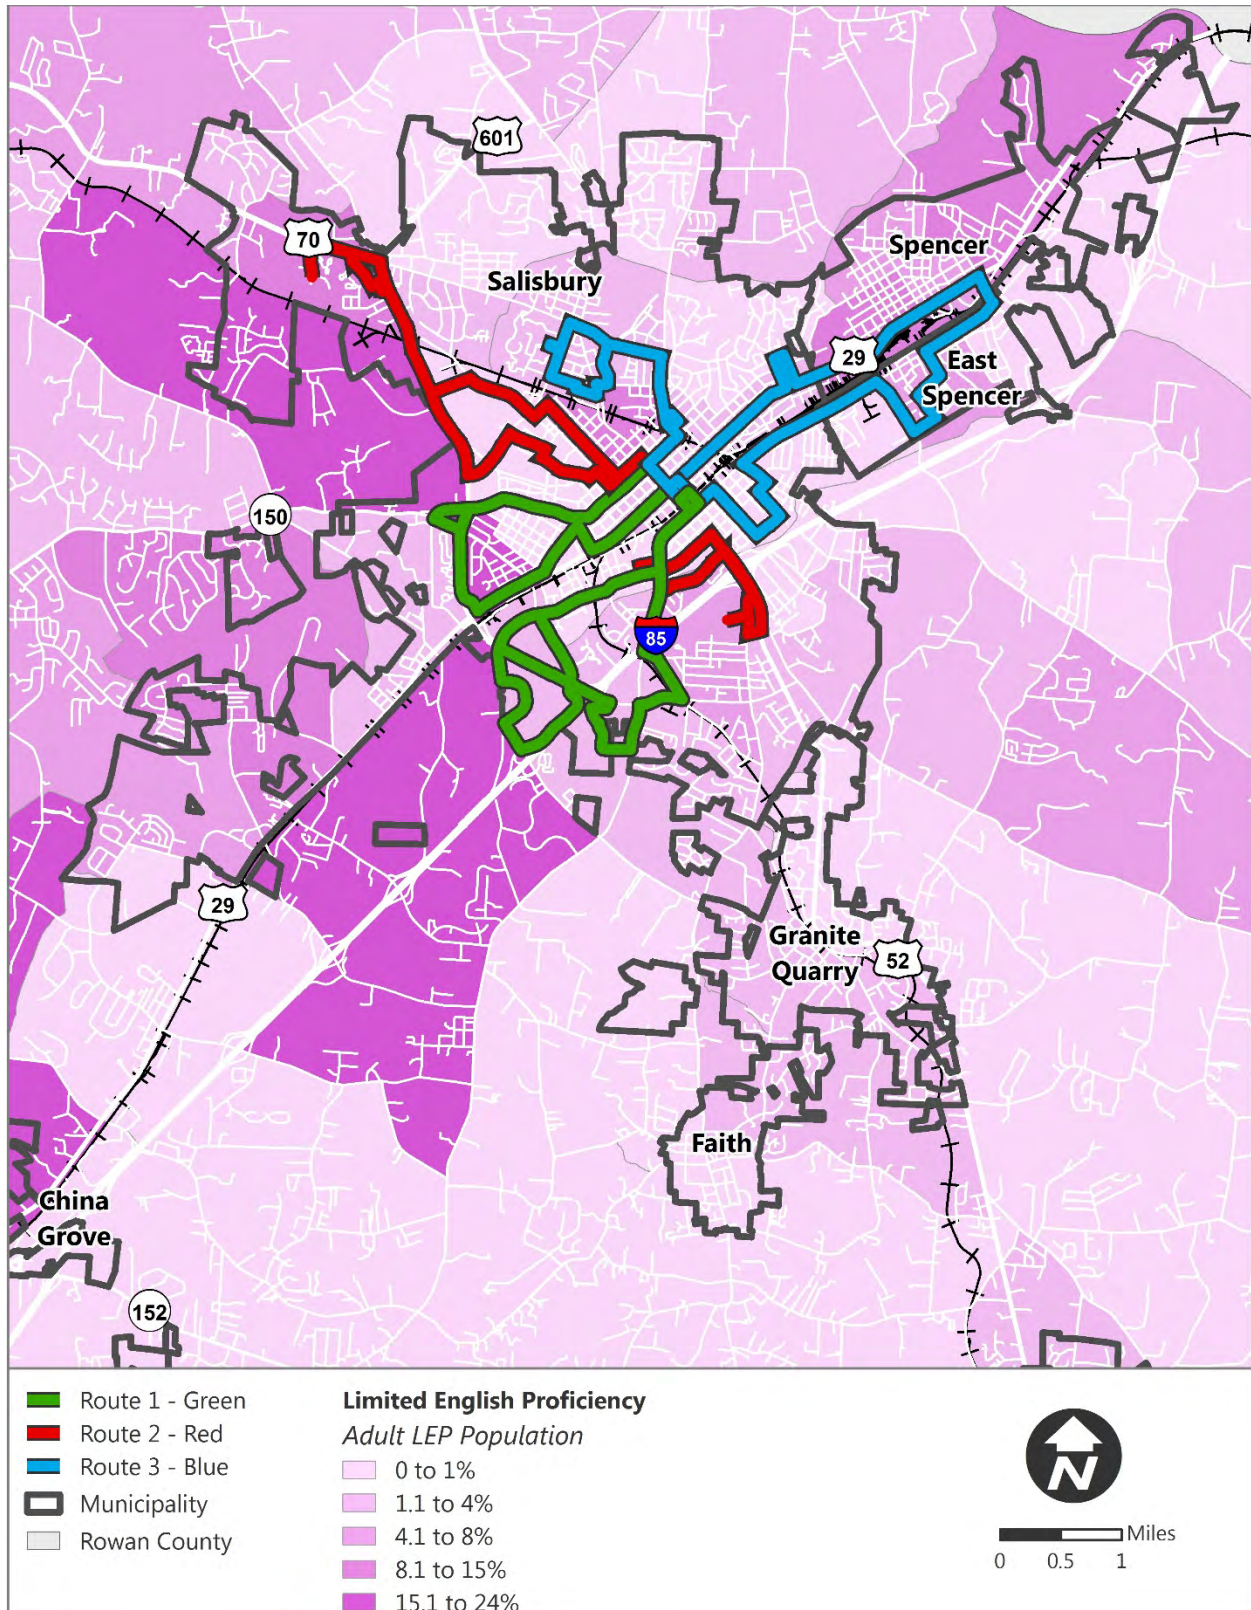 601
70
Spencer
Salisbury
29
East
Spencer
150
85
29
Granite
Quarry
52
Faith
China
Grove
152
Route 1 - Green
Route 2 - Red
Route 3 - Blue
Municipality
Rowan County
Limited English Proficiency
Adult LEP Population
0 to 1%
1.1 to 4%
4.1 to 8%
8.1 to 15%
15.1 to 24%
N
Miles
0 0.5 1